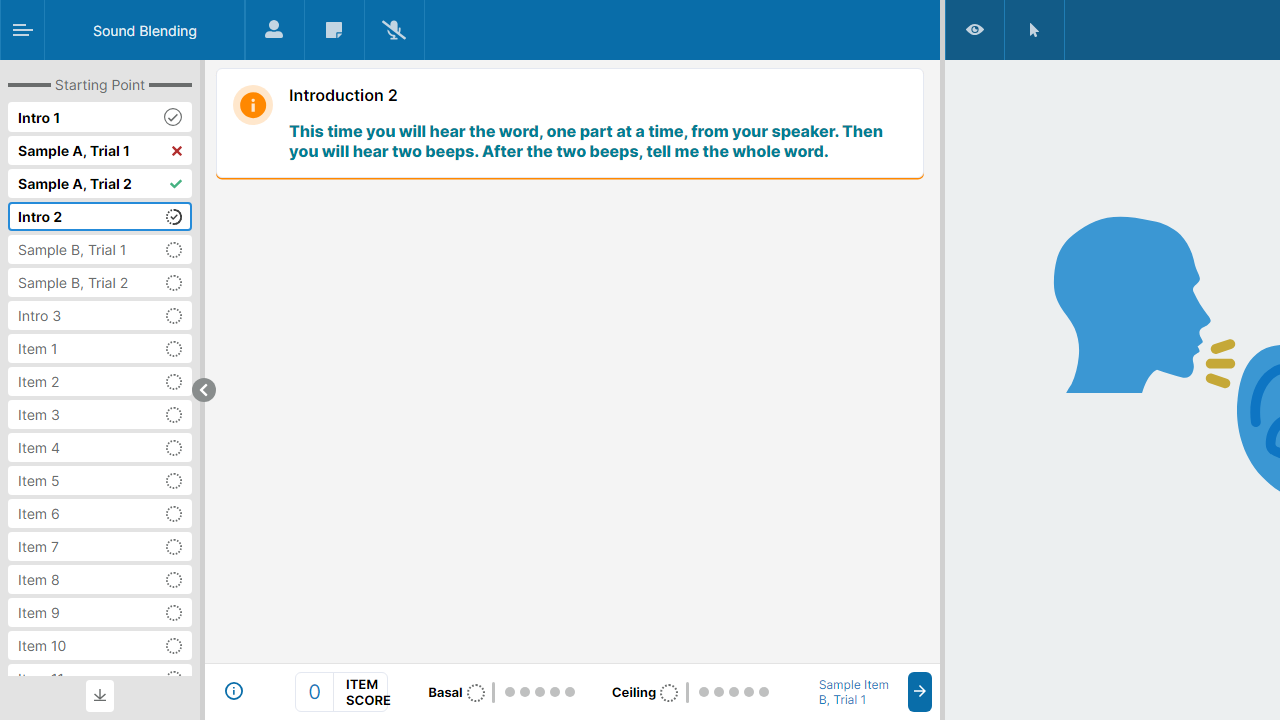 Sound Blending
Starting Point
Intro 1
Sample A, Trial 1
Sample A, Trial 2
Intro 2
Sample B, Trial 1
Sample B, Trial 2
Intro 3
Item 1
Item 2
Item 3
Item 4
Item 5
Item 6
Item 7
Item 8
Item 9
Item 10
Introduction 2
This time you will hear the word, one part at a time, from your speaker. Then
you will hear two beeps. After the two beeps, tell me the whole word.
0
ITEM
SCORE
Basal
Ceiling
Sample Item
B, Trial 1